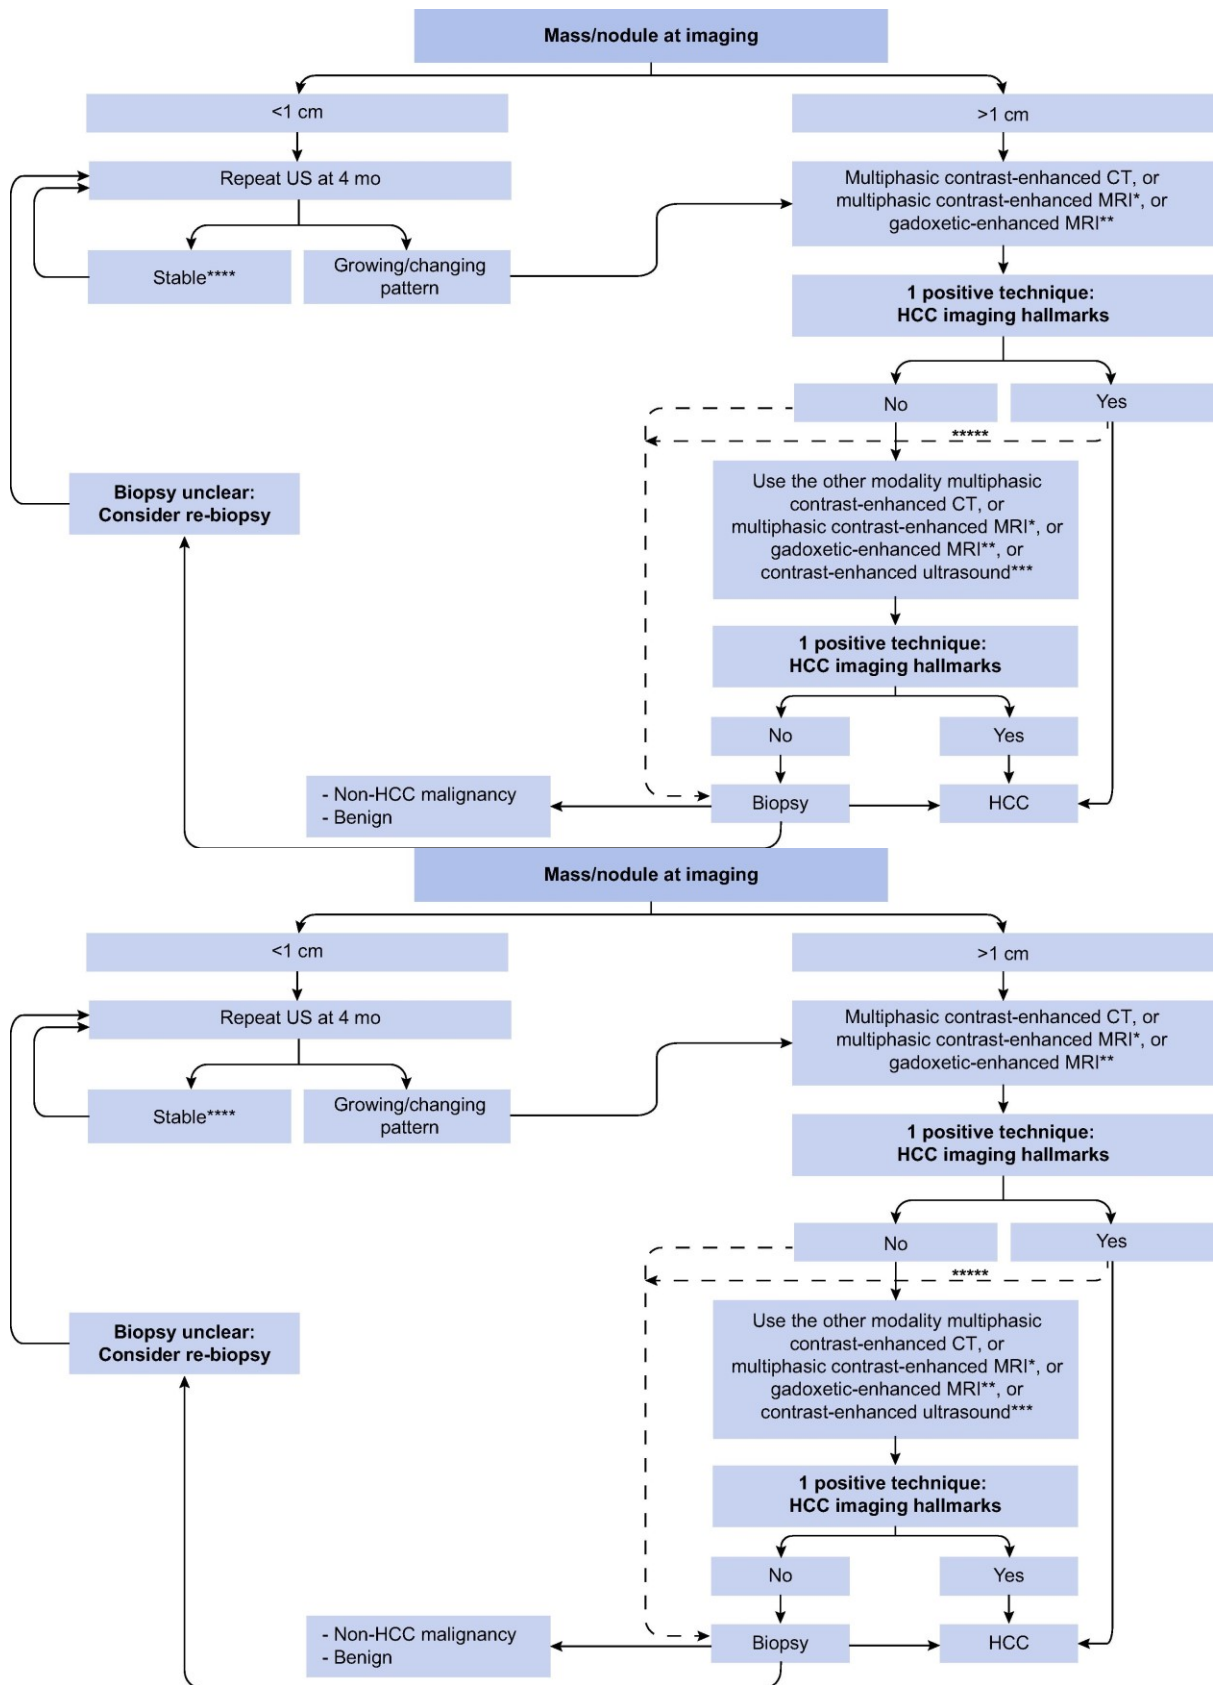 Mass/nodule at imaging
<1 cm
>1 cm
Repeat US at 4 mo
Multiphasic contrast-enhanced CT, or
multiphasic contrast-enhanced MRI*, or
gadoxetic-enhanced MRI**
Stable****
Growing/changing
pattern
1 positive technique:
HCC imaging hallmarks
No
Yes
*****
Biopsy unclear:
Consider re-biopsy
Use the other modality multiphasic
contrast-enhanced CT, or
multiphasic contrast-enhanced MRI*, or
gadoxetic-enhanced MRI**, or
contrast-enhanced ultrasound***
1 positive technique:
HCC imaging hallmarks
No
Yes
- Non-HCC malignancy
- Benign
Biopsy
HCC
Mass/nodule at imaging
<1 cm
>1 cm
Repeat US at 4 mo
Multiphasic contrast-enhanced CT, or
multiphasic contrast-enhanced MRI*, or
gadoxetic-enhanced MRI**
Stable****
Growing/changing
pattern
1 positive technique:
HCC imaging hallmarks
No
Yes
*****
Biopsy unclear:
Consider re-biopsy
Use the other modality multiphasic
contrast-enhanced CT, or
multiphasic contrast-enhanced MRI*, or
gadoxetic-enhanced MRI**, or
contrast-enhanced ultrasound***
1 positive technique:
HCC imaging hallmarks
No
Yes
- Non-HCC malignancy
- Benign
Biopsy
HCC